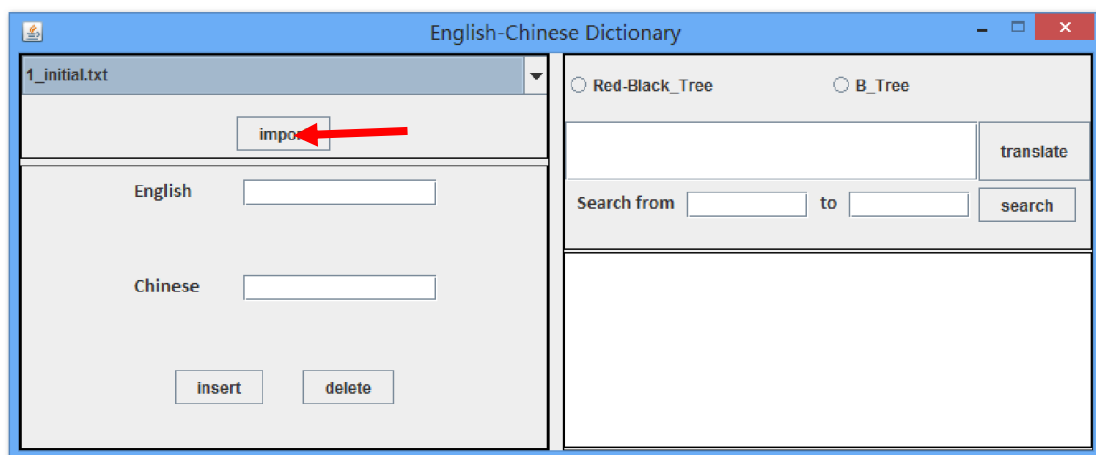 English-Chinese Dictionary
1_initial.txt
English
Chinese
insert delete
Red-Black_Tree B_Tree
translate
Search from to search